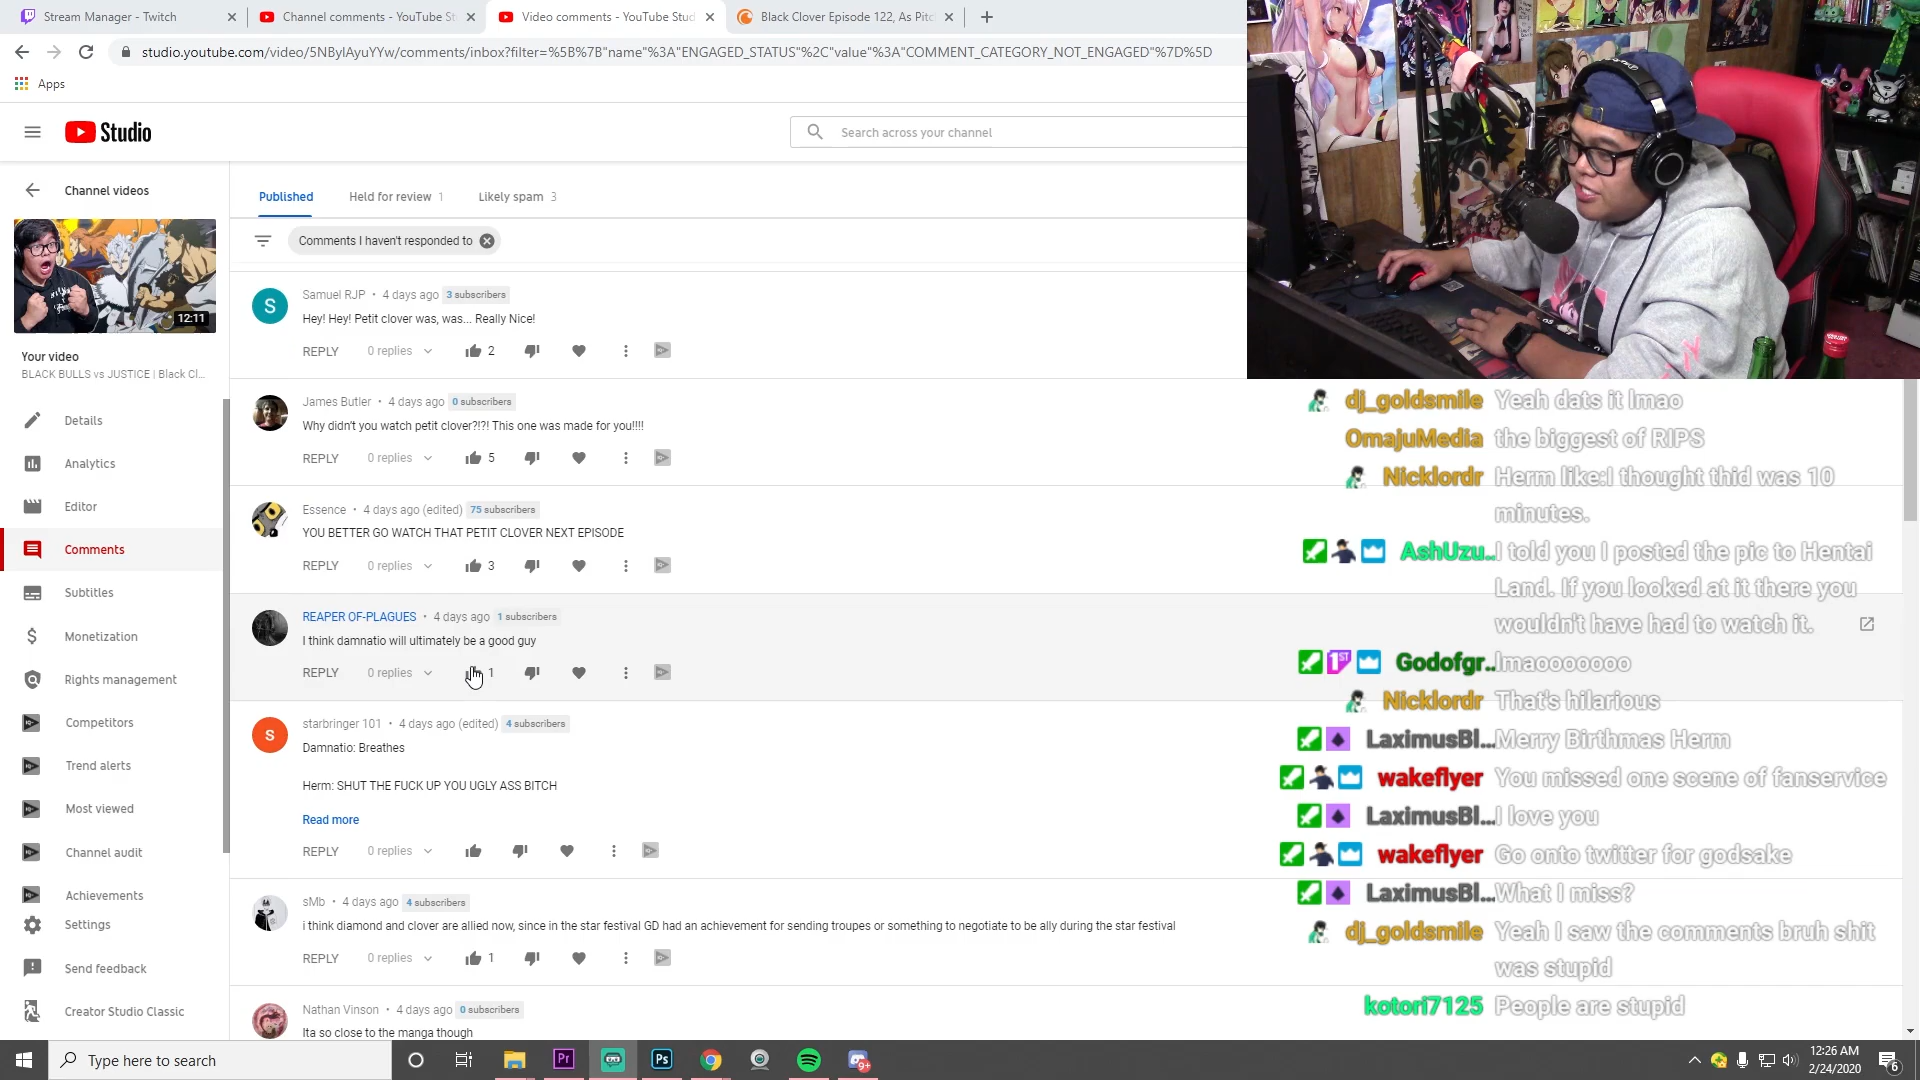 Stream Manager - Twitch
Channel comments - YouTube St
Video comments - YouTube Stud
Black Clover Episode 122, As Pitc
studio.youtube.com/video/5NBylAyuYYw/comments/inbox?filter=%5B%7B"name"%3A"ENGAGED_STATUS"%2C"value"%3A"COMMENT_CATEGORY_NOT_ENGAGED"%7D%5D
Apps
Studio
Search across your channel
Channel videos
12:11
Your video
BLACK BULLS vs JUSTICE | Black Cl...
Details
Analytics
Editor
Comments
Subtitles
Monetization
Rights management
Competitors
Trend alerts
Most viewed
Channel audit
Achievements
Settings
Send feedback
Creator Studio Classic
Published
Held for review 1
Likely spam 3
Comments I haven't responded to
S
Samuel RJP • 4 days ago 3 subscribers
Hey! Hey! Petit clover was, was... Really Nice!
REPLY 0 replies 2
James Butler • 4 days ago 0 subscribers
Why didn't you watch petit clover?!?! This one was made for you!!!!
REPLY 0 replies 5
Essence • 4 days ago (edited) 75 subscribers
YOU BETTER GO WATCH THAT PETIT CLOVER NEXT EPISODE
REPLY 0 replies 3
REAPER OF-PLAGUES • 4 days ago 1 subscribers
I think damnatio will ultimately be a good guy
REPLY 0 replies 1
S
starbringer 101 • 4 days ago (edited) 4 subscribers
Damnatio: Breathes
Herm: SHUT THE FUCK UP YOU UGLY ASS BITCH
Read more
REPLY 0 replies
sMb • 4 days ago 4 subscribers
i think diamond and clover are allied now, since in the star festival GD had an achievement for sending troupes or something to negotiate to be ally during the star festival
REPLY 0 replies 1
Nathan Vinson • 4 days ago 0 subscribers
Ita so close to the manga though
dj_goldsmile Yeah dats it lmao
OmajuMedia the biggest of RIPS
Nicklordr Herm like:I thought thid was 10
minutes.
AshUzu.. I told you I posted the pic to Hentai
Land. If you looked at it there you
wouldn't have had to watch it.
1ST Godofgr.. lmaooooooo
Nicklordr That's hilarious
LaximusBl... Merry Birthmas Herm
wakeflyer You missed one scene of fanservice
LaximusBl... I love you
wakeflyer Go onto twitter for godsake
LaximusBl... What I miss?
dj_goldsmile Yeah I saw the comments bruh shit
was stupid
kotori7125 People are stupid
Type here to search
Pr
Ps
9+
12:26 AM
2/24/2020
6